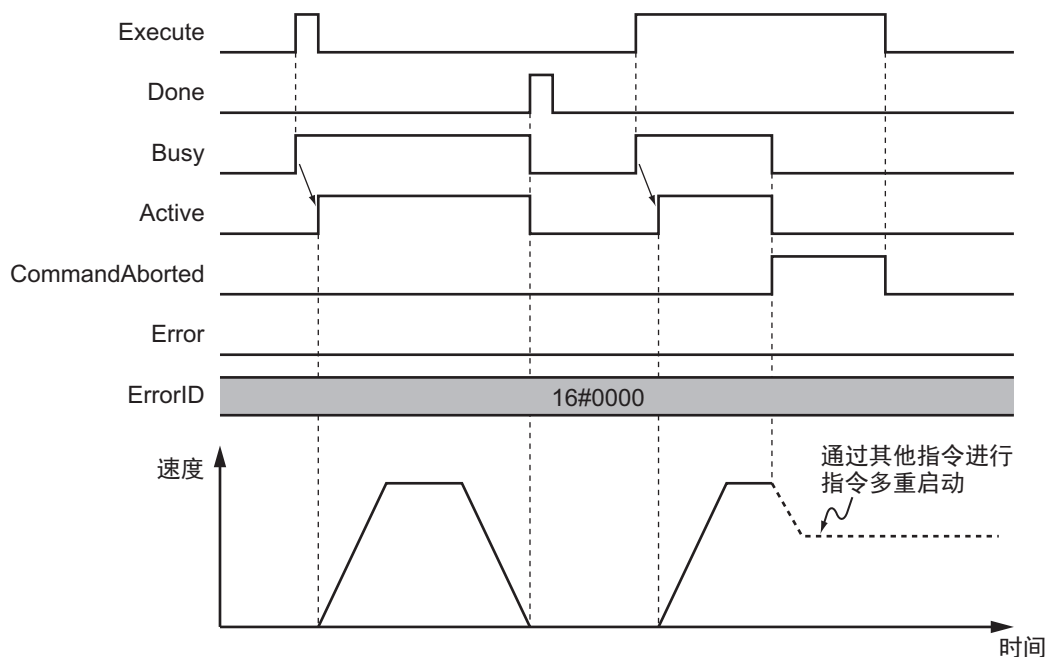 Execute
Done
Busy
Active
CommandAborted
Error
ErrorID
16#0000
速度
通过其他指令进行
指令多重启动
时间